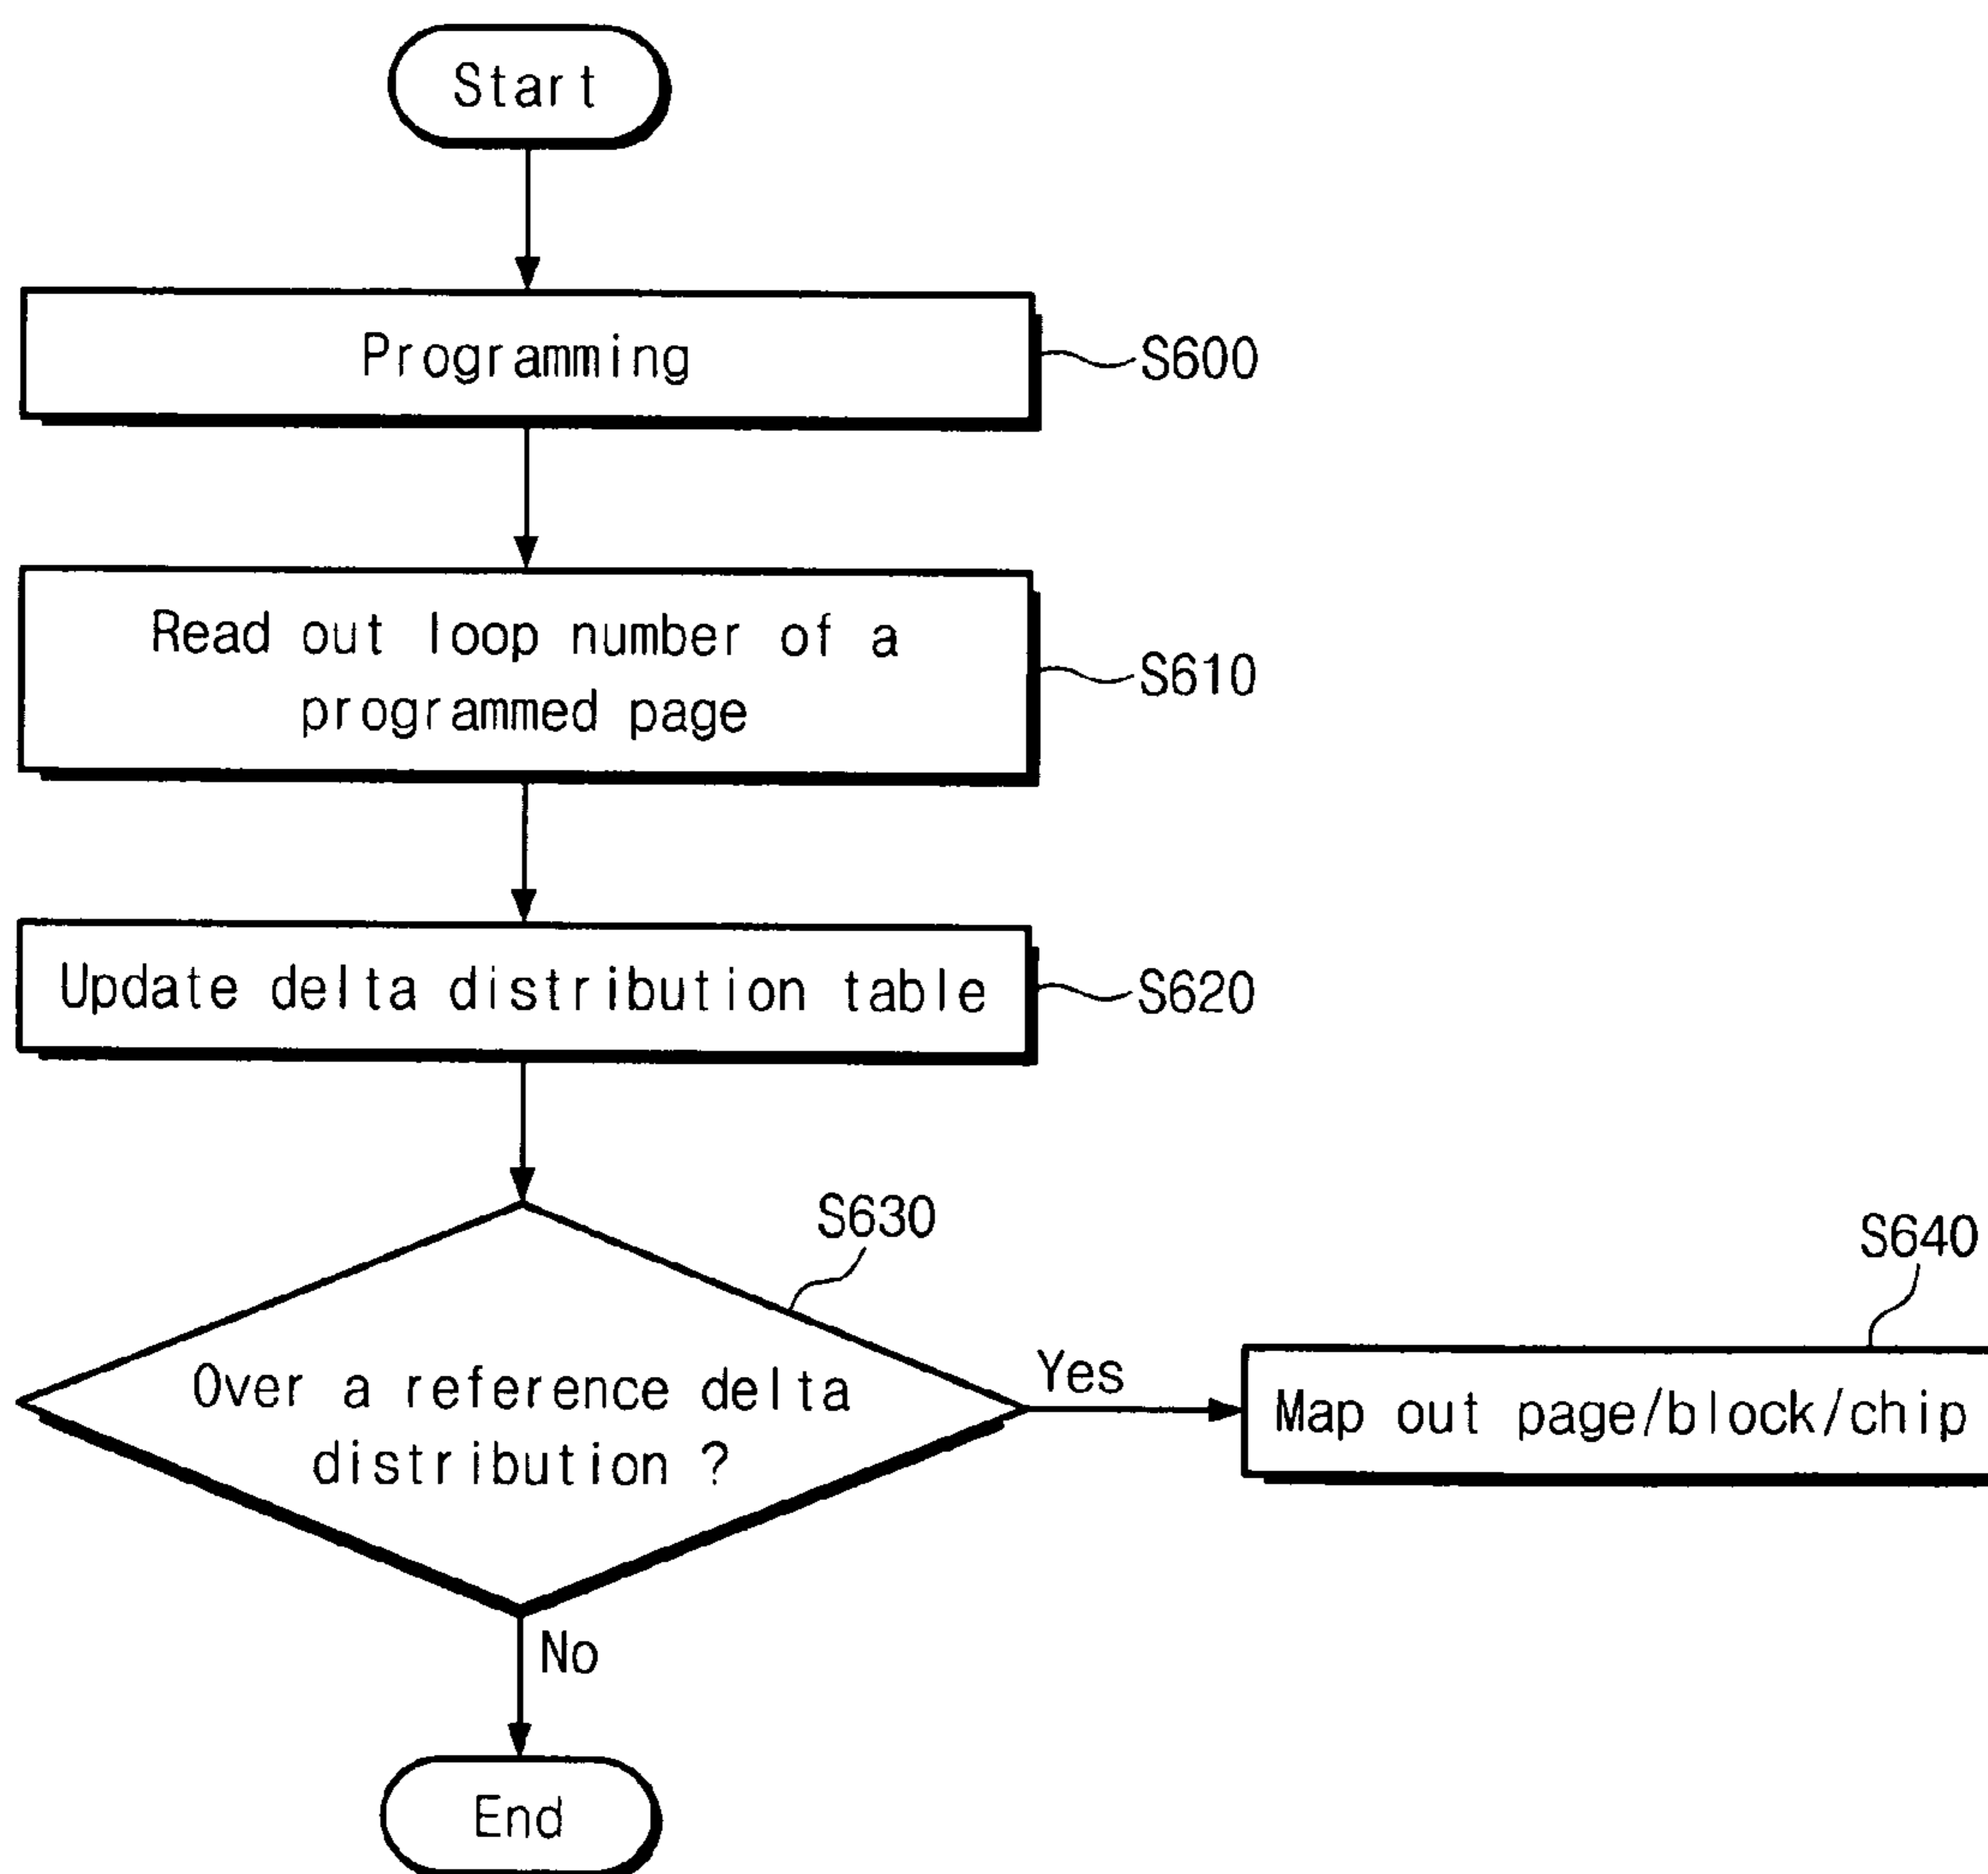 Start
Programming
S600
Read out loop number of a
programmed page
S610
Update delta distribution table
S620
S630
Over a reference delta
distribution ?
Yes
S640
Map out page/block/chip
No
End